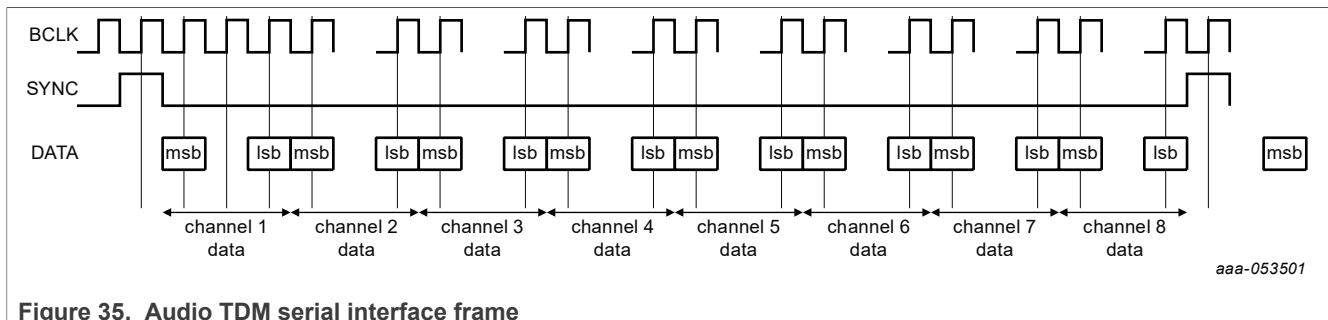 BCLK
SYNC
DATA
msb lsb msb lsb msb lsb msb lsb msb lsb msb lsb msb lsb msb lsb msb
channel 1 data
channel 2 data
channel 3 data
channel 4 data
channel 5 data
channel 6 data
channel 7 data
channel 8 data
aaa-053501
Figure 35. Audio TDM serial interface frame